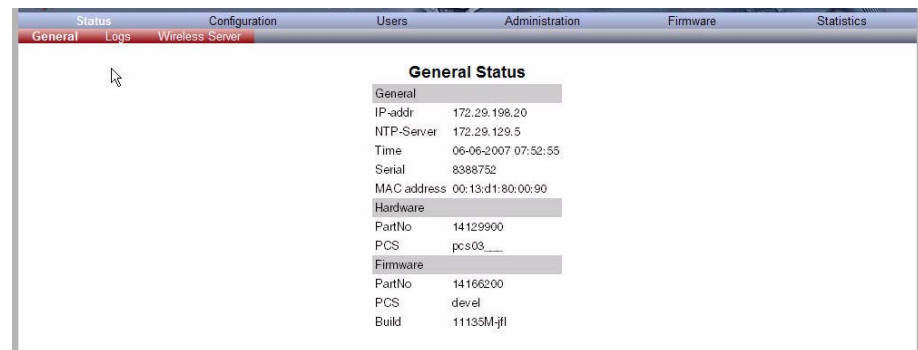 Status Configuration Users Administration Firmware Statistics
General Logs Wireless Server
General Status
General
IP-addr 172.29.198.20
NTP-Server 172.29.129.5
Time 06-06-2007 07:52:55
Serial 8388752
MAC address 00:13:d1:80:00:90
Hardware
PartNo 14129900
PCS pcs03___
Firmware
PartNo 14166200
PCS devel
Build 11135M-jfl